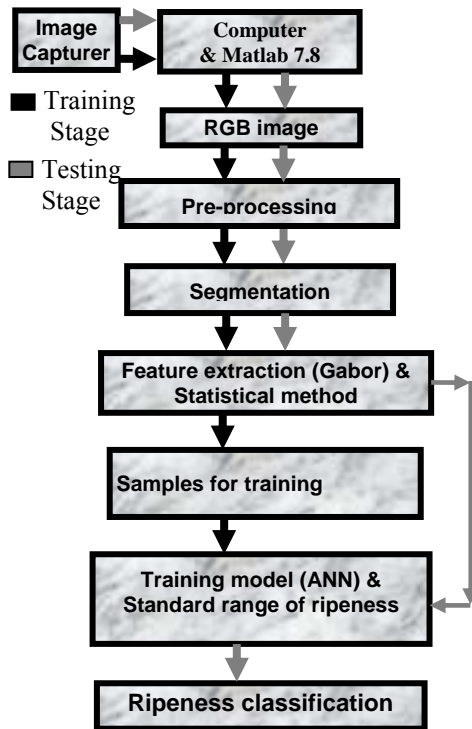 Image
Capturer
Computer
& Matlab 7.8
Training
Stage
RGB image
Testing
Stage
Pre-processing
Segmentation
Feature extraction (Gabor) &
Statistical method
Samples for training
Training model (ANN) &
Standard range of ripeness
Ripeness classification